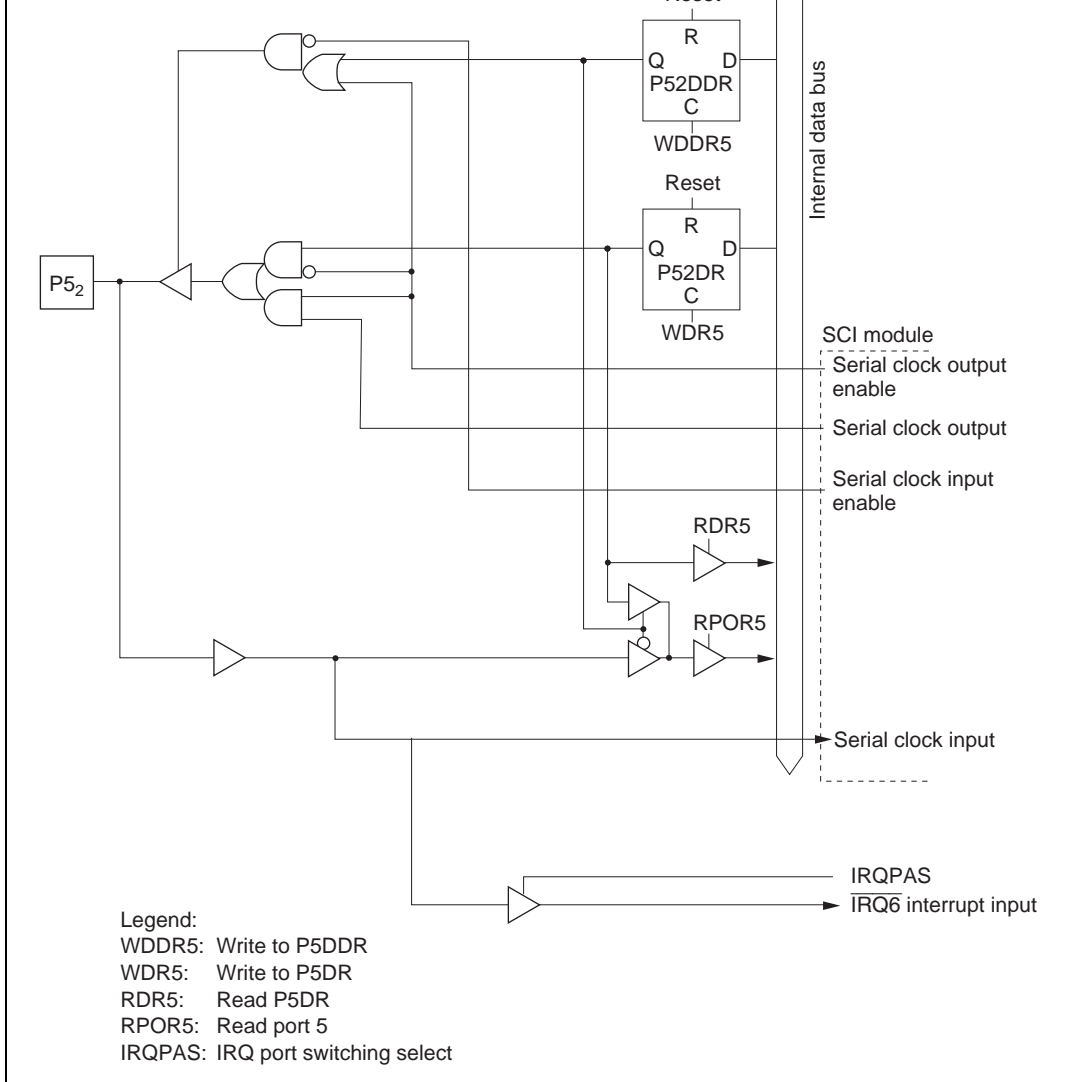 R
Q D
P52DDR
C
WDDR5
Internal data bus
Reset
R
Q D
P52DR
C
WDR5
P5₂
SCI module
Serial clock output
enable
Serial clock output
Serial clock input
enable
RDR5
RPOR5
Serial clock input
IRQPAS
IRQ6 interrupt input
Legend:
WDDR5: Write to P5DDR
WDR5: Write to P5DR
RDR5: Read P5DR
RPOR5: Read port 5
IRQPAS: IRQ port switching select